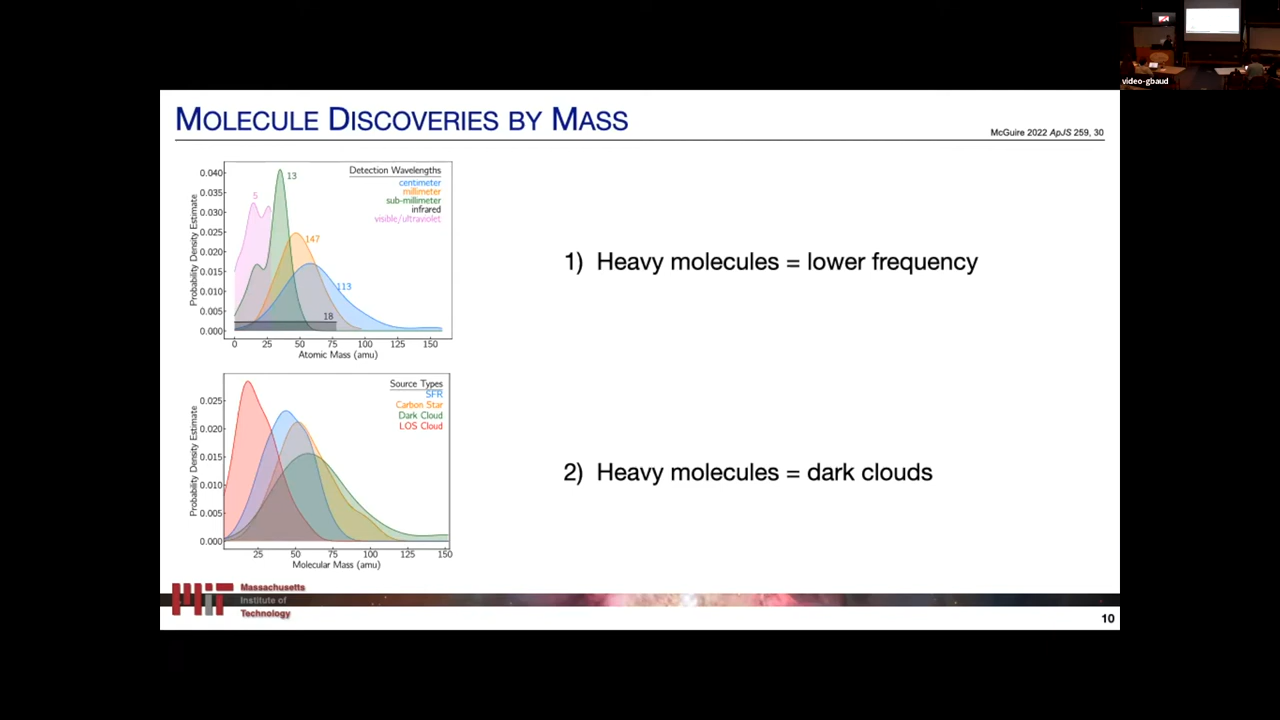 video-gbaud
MOLECULE DISCOVERIES BY MASS
McGuire 2022 ApJS 259, 30
Detection Wavelengths
centimeter
millimeter
sub-millimeter
infrared
visible/ultraviolet
5
13
147
113
18
Probability Density Estimate
0.040
0.035
0.030
0.025
0.020
0.015
0.010
0.005
0.000
0 25 50 75 100 125 150
Atomic Mass (amu)
1) Heavy molecules = lower frequency
Source Types
SFR
Carbon Star
Dark Cloud
LOS Cloud
Probability Density Estimate
0.025
0.020
0.015
0.010
0.005
0.000
25 50 75 100 125 150
Molecular Mass (amu)
2) Heavy molecules = dark clouds
Massachusetts
Institute of
Technology
10